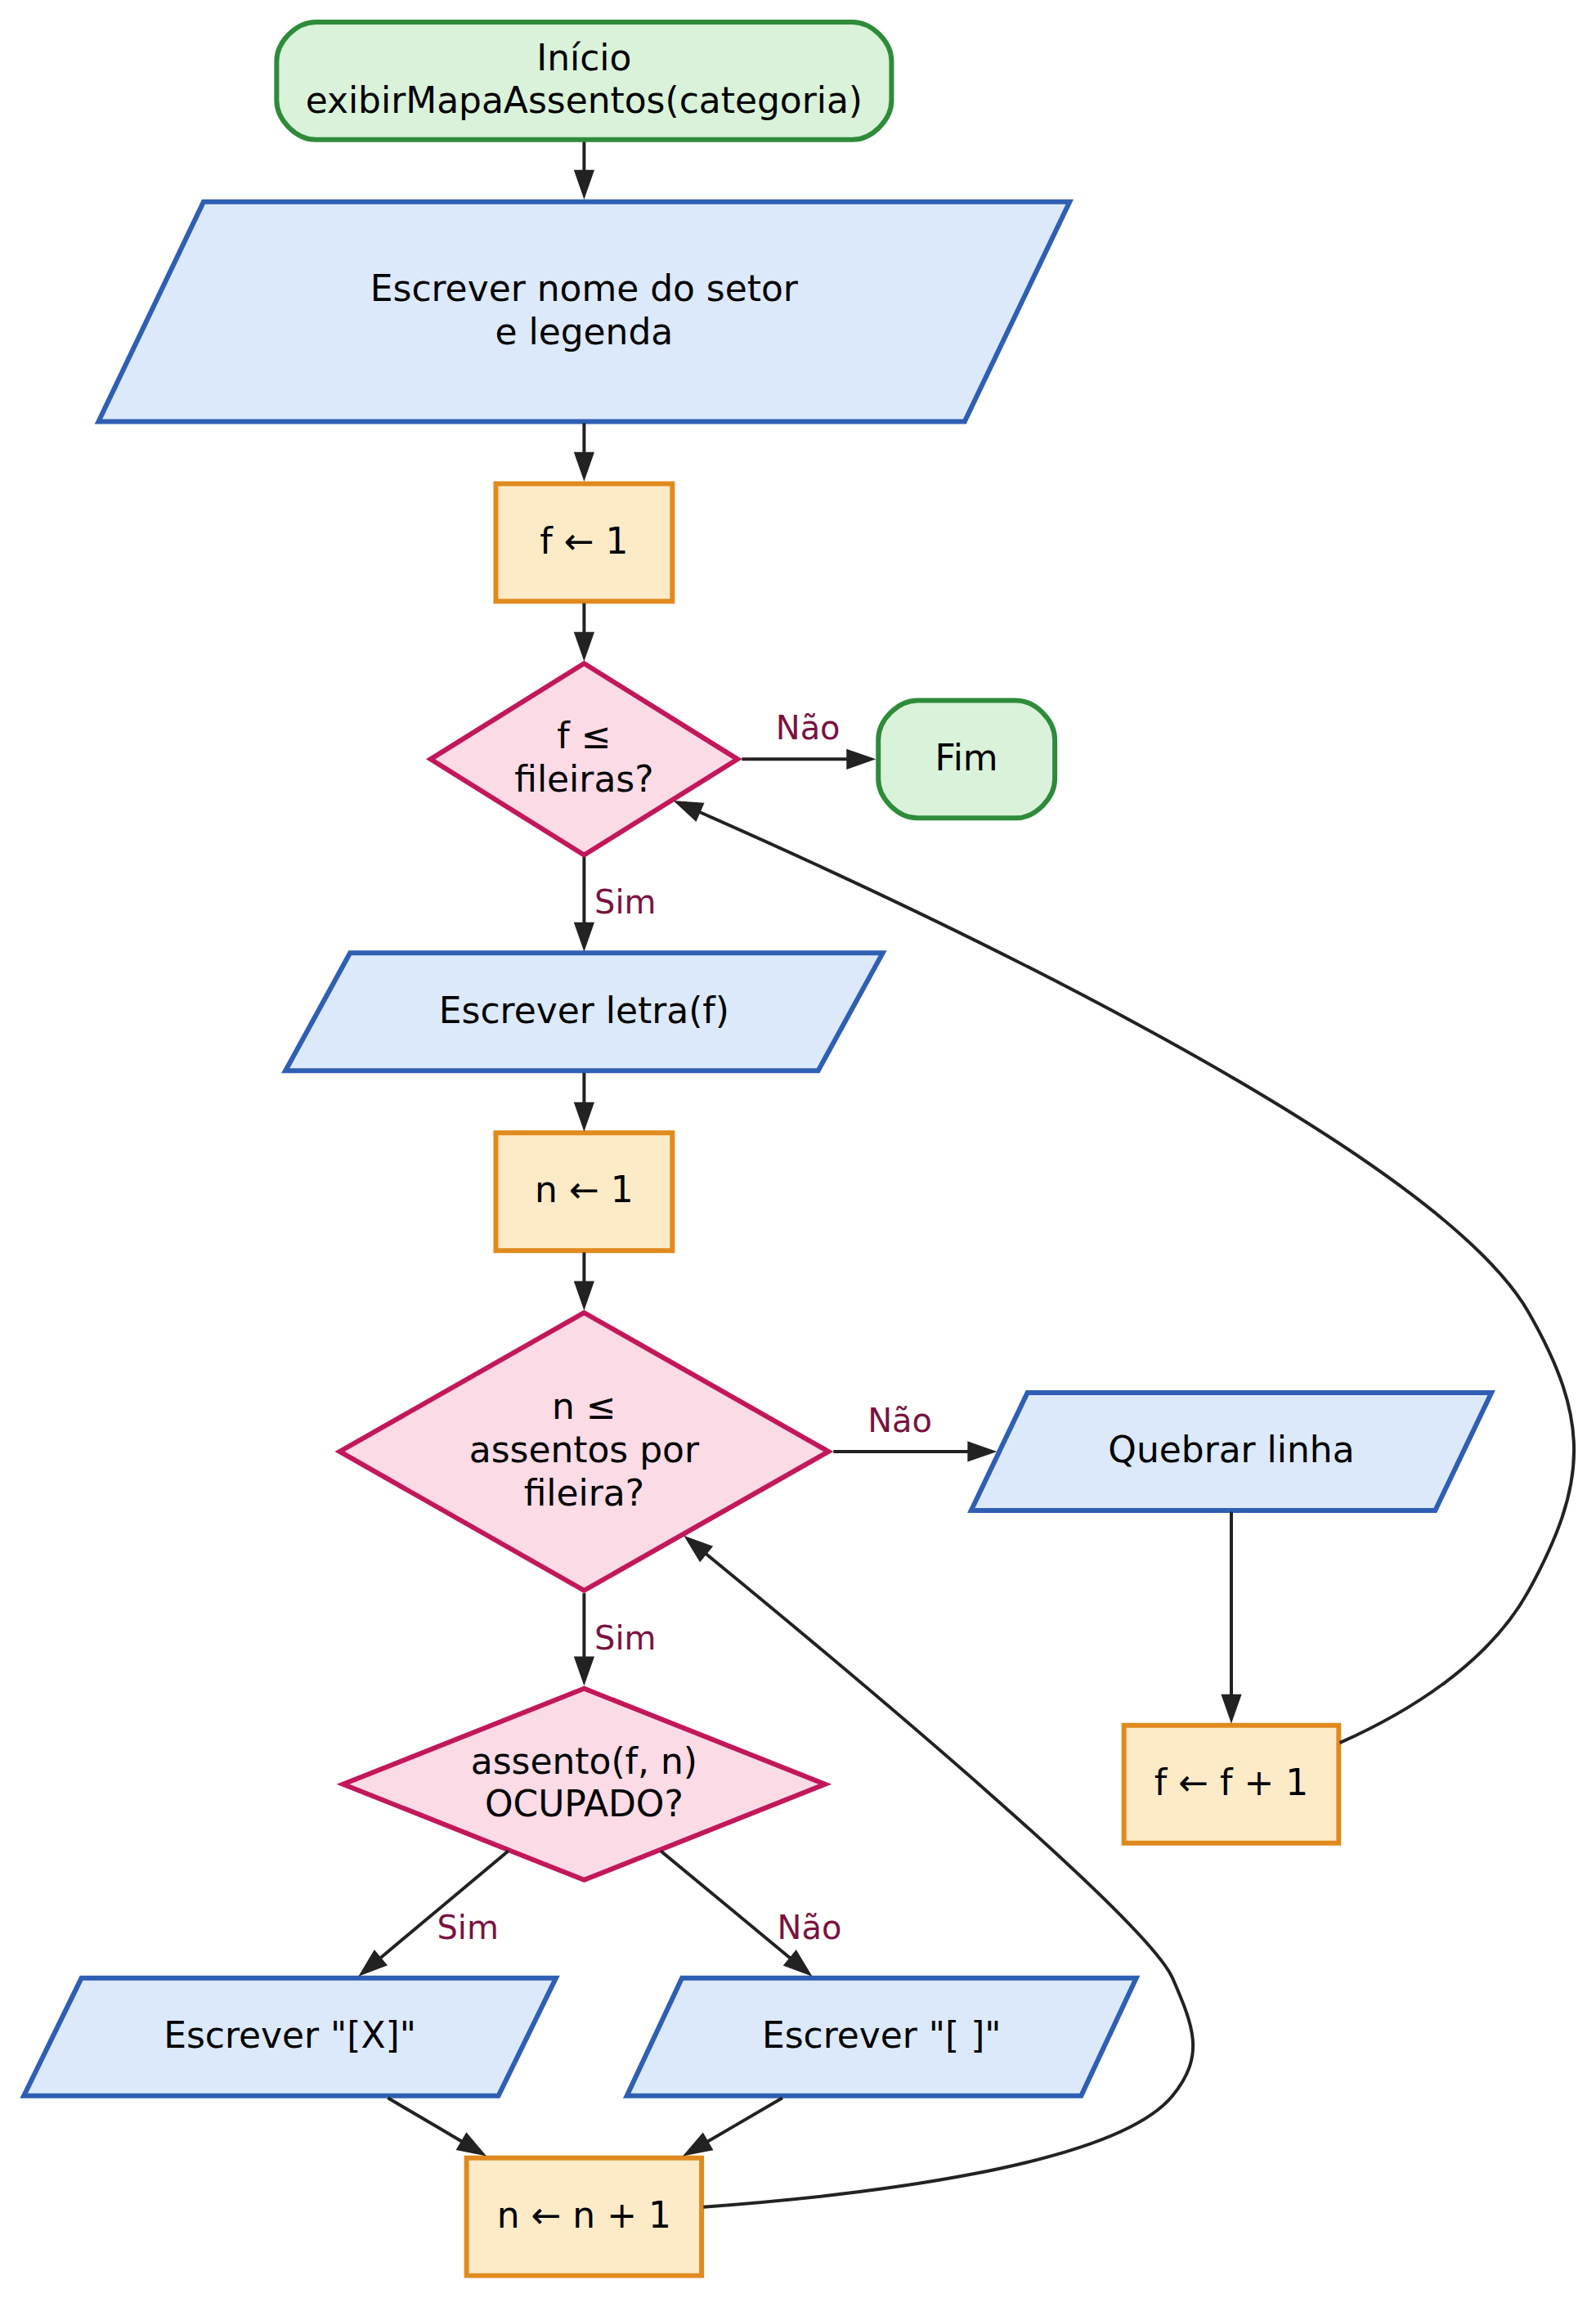 Início
exibirMapaAssentos(categoria)
Escrever nome do setor
e legenda
f ← 1
f ≤
fileiras?
Não
Fim
Sim
Escrever letra(f)
n ← 1
n ≤
assentos por
fileira?
Não
Quebrar linha
Sim
assento(f, n)
OCUPADO?
f ← f + 1
Sim
Não
Escrever "[X]"
Escrever "[ ]"
n ← n + 1